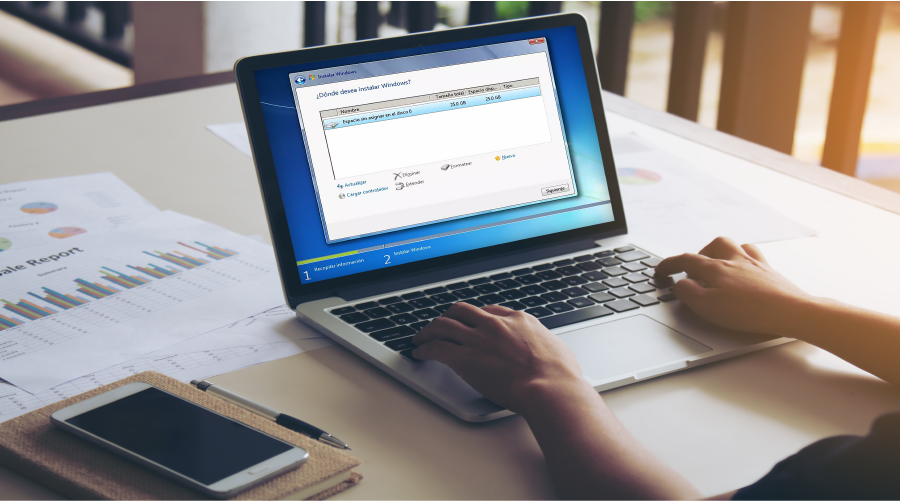 Instalar Windows
¿Dónde desea instalar Windows?
Nombre Tamaño total Espacio disp... Tipo
Espacio sin asignar en el disco 0 25.0 GB 25.0 GB
Actualizar Eliminar Formatear Nuevo
Cargar controlador Extender
Siguiente
1 Recopilar información 2 Instalar Windows
Sale Report
Summary